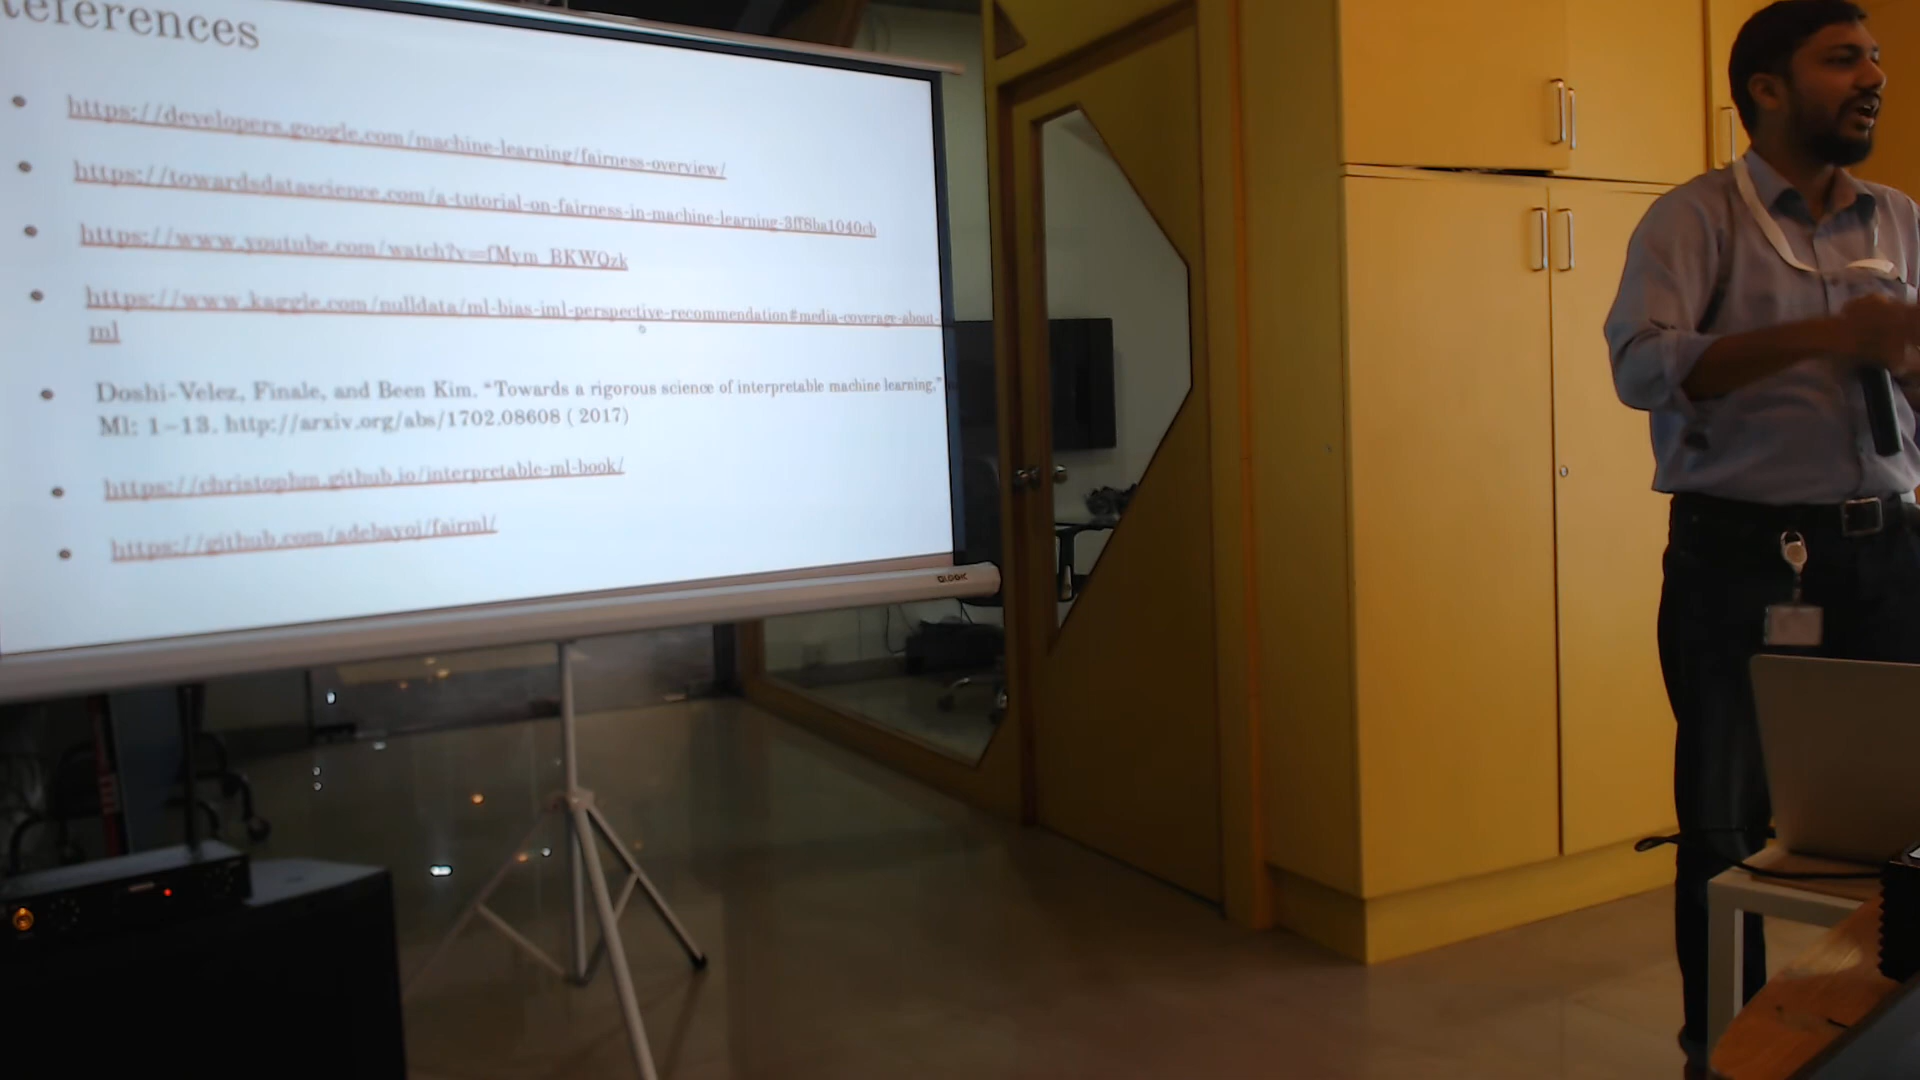 References
https://developers.google.com/machine-learning/fairness-overview/
https://towardsdatascience.com/a-tutorial-on-fairness-in-machine-learning-3ff8ba1040cb
https://www.youtube.com/watch?v=fMym_BKWQzk
https://www.kaggle.com/nulldata/ml-bias-iml-perspective-recommendation#media-coverage-about-
ml
Doshi-Velez, Finale, and Been Kim. “Towards a rigorous science of interpretable machine learning,”
Ml: 1–13. http://arxiv.org/abs/1702.08608 ( 2017)
https://christophm.github.io/interpretable-ml-book/
https://github.com/adebayoj/fairml/